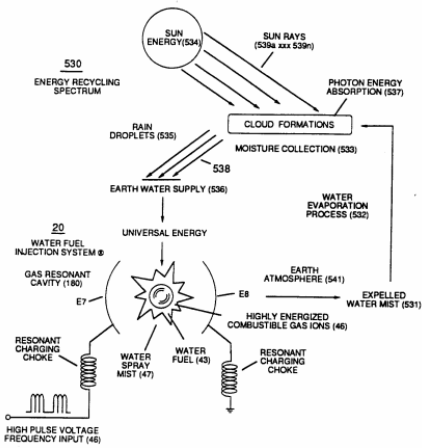 SUN
ENERGY(534)
SUN RAYS
(539a xxx 539n)
530
ENERGY RECYCLING
SPECTRUM
PHOTON ENERGY
ABSORPTION (537)
RAIN
DROPLETS (535)
CLOUD FORMATIONS
MOISTURE COLLECTION (533)
538
EARTH WATER SUPPLY (536)
WATER
EVAPORATION
PROCESS (532)
20
WATER FUEL
INJECTION SYSTEM ®
UNIVERSAL ENERGY
GAS RESONANT
CAVITY (180)
EARTH
ATMOSPHERE (541)
E7
E8
EXPELLED
WATER MIST (531)
HIGHLY ENERGIZED
COMBUSTIBLE GAS IONS (46)
RESONANT
CHARGING
CHOKE
WATER
SPRAY
MIST (47)
WATER
FUEL (43)
RESONANT
CHARGING
CHOKE
HIGH PULSE VOLTAGE
FREQUENCY INPUT (46)